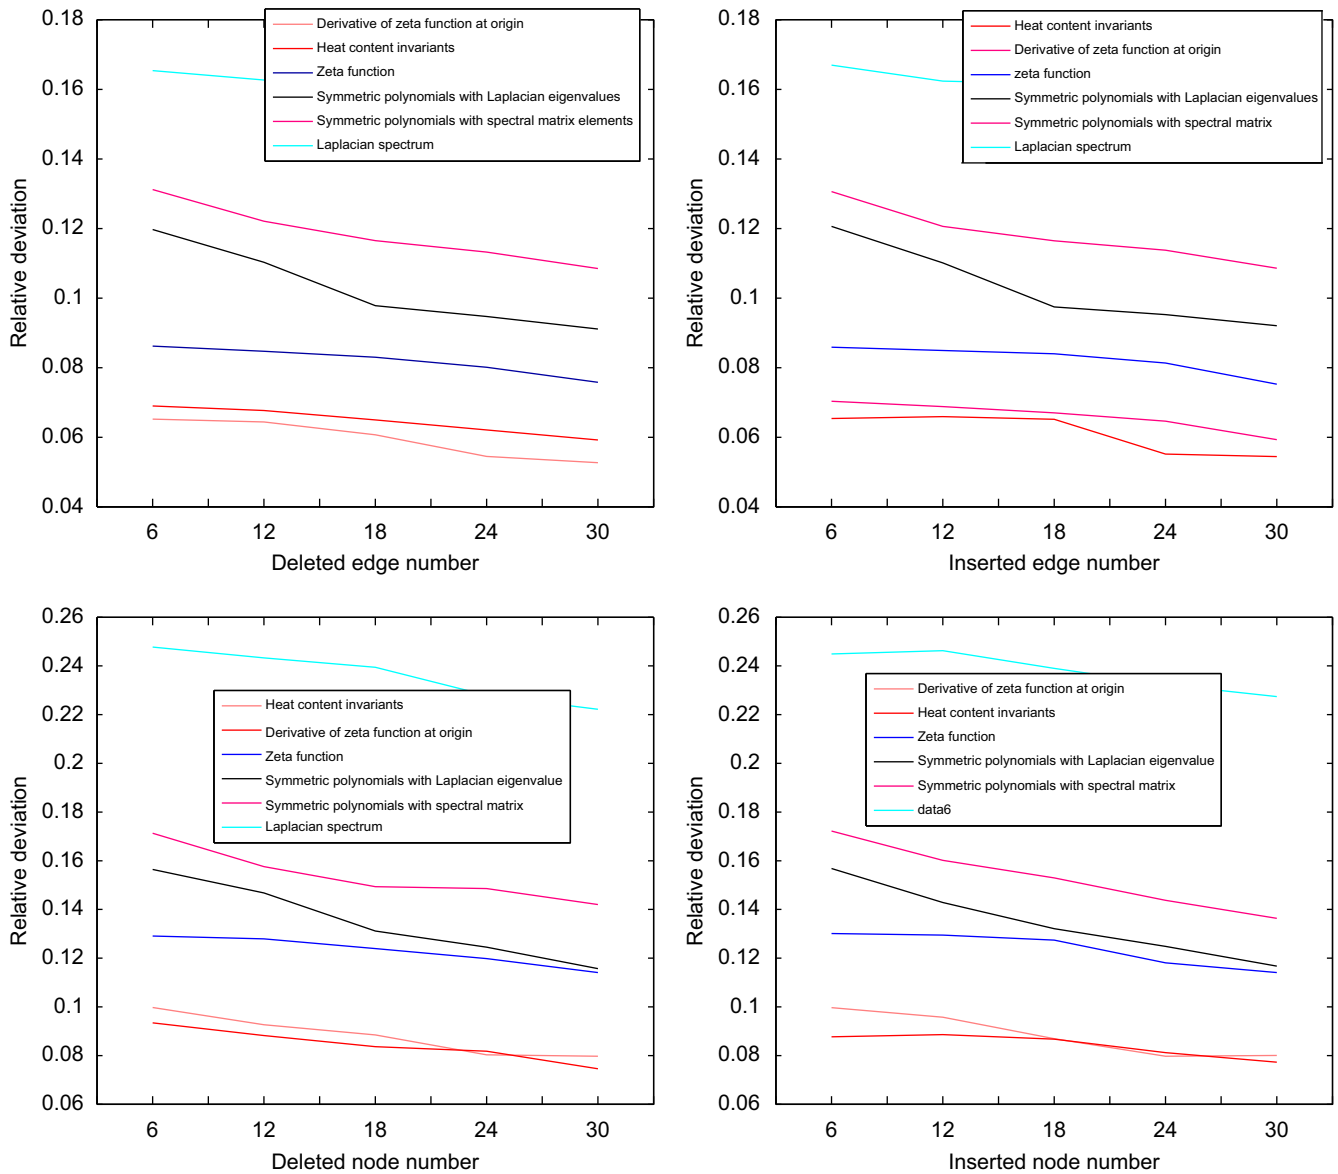 0.2
0.18
0.16
0.14
0.12
0.1
0.08
0.06
0.04
Relative deviation
Derivative of zeta function at origin
Heat content invariants
Zeta function
Symmetric polynomials with Laplacian eigenvalues
Symmetric polynomials with spectral matrix elements
Laplacian spectrum
6 12 18 24 30
Deleted edge number
0.2
0.18
0.16
0.14
0.12
0.1
0.08
0.06
0.04
Relative deviation
Heat content invariants
Derivative of zeta function at origin
zeta function
Symmetric polynomials with Laplacian eigenvalues
Symmetric polynomials with spectral matrix
Laplacian spectrum
6 12 18 24 30
Inserted edge number
0.26
0.24
0.22
0.2
0.18
0.16
0.14
0.12
0.1
0.08
0.06
Relative deviation
Heat content invariants
Derivative of zeta function at origin
Zeta function
Symmetric polynomials with Laplacian eigenvalue
Symmetric polynomials with spectral matrix
Laplacian spectrum
6 12 18 24 30
Deleted node number
0.26
0.24
0.22
0.2
0.18
0.16
0.14
0.12
0.1
0.08
0.06
Relative deviation
Derivative of zeta function at origin
Heat content invariants
Zeta function
Symmetric polynomials with Laplacian eigenvalue
Symmetric polynomials with spectral matrix
data6
6 12 18 24 30
Inserted node number